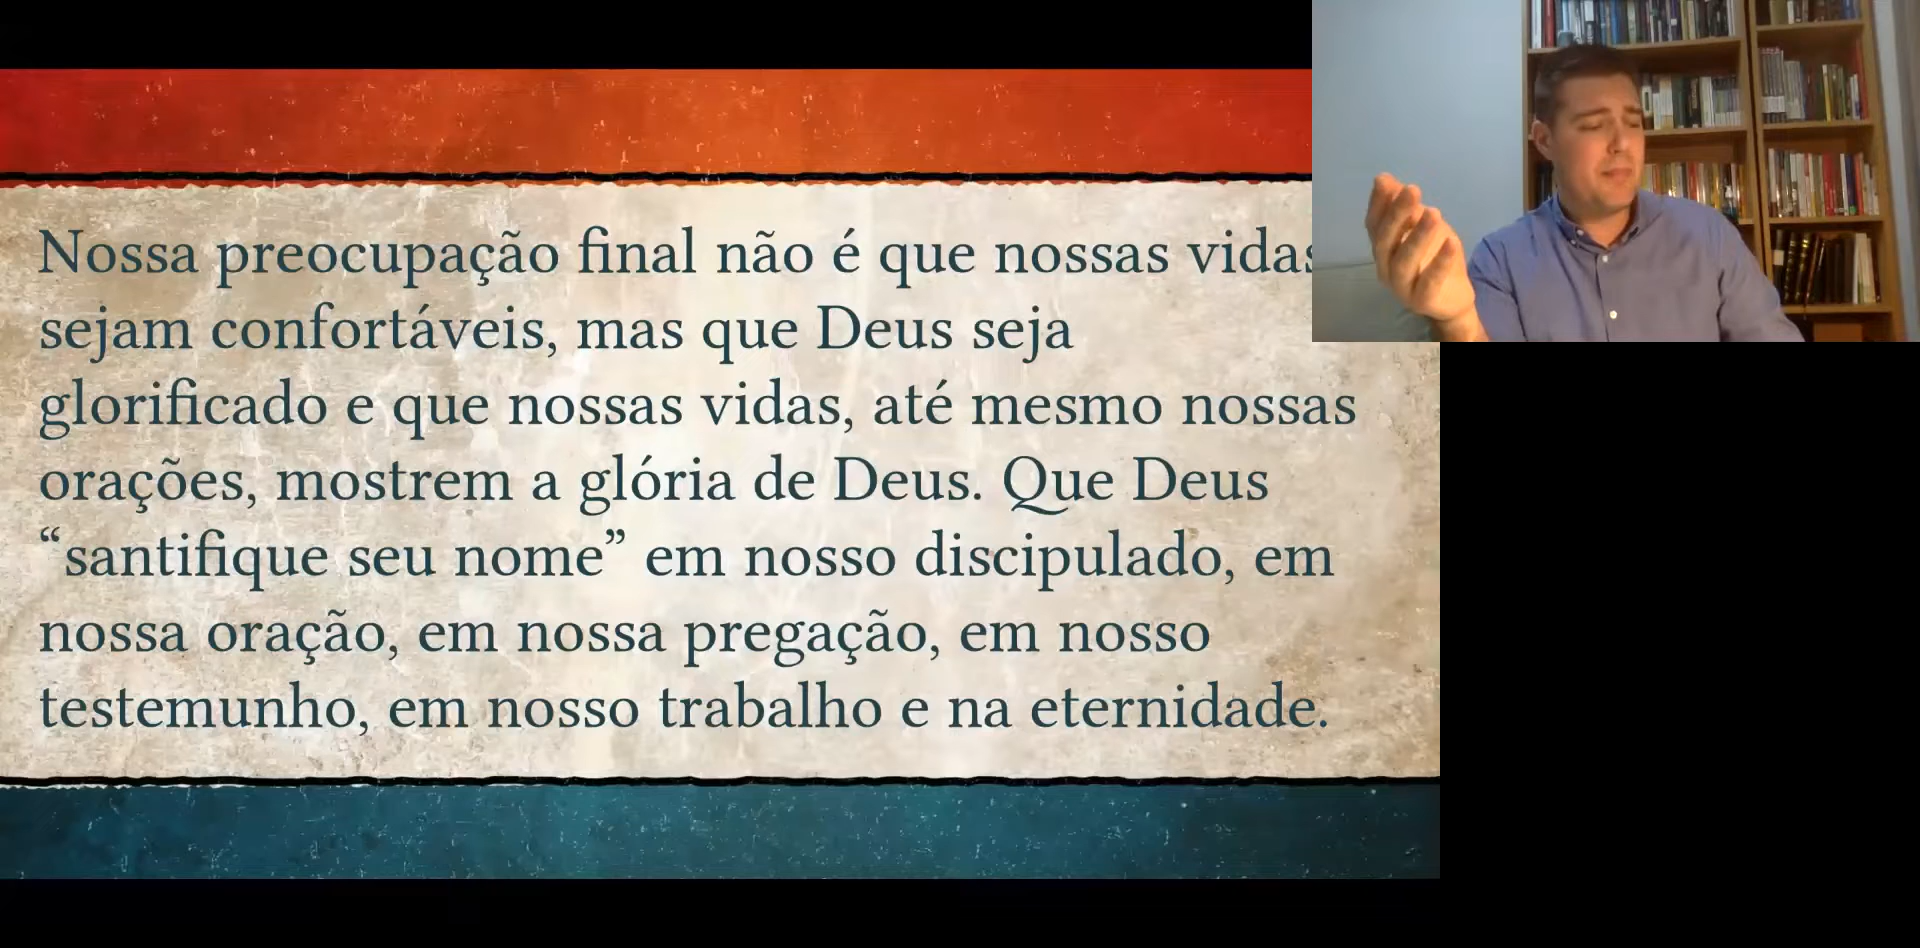 Nossa preocupação final não é que nossas vidas
sejam confortáveis, mas que Deus seja
glorificado e que nossas vidas, até mesmo nossas
orações, mostrem a glória de Deus. Que Deus
“santifique seu nome” em nosso discipulado, em
nossa oração, em nossa pregação, em nosso
testemunho, em nosso trabalho e na eternidade.